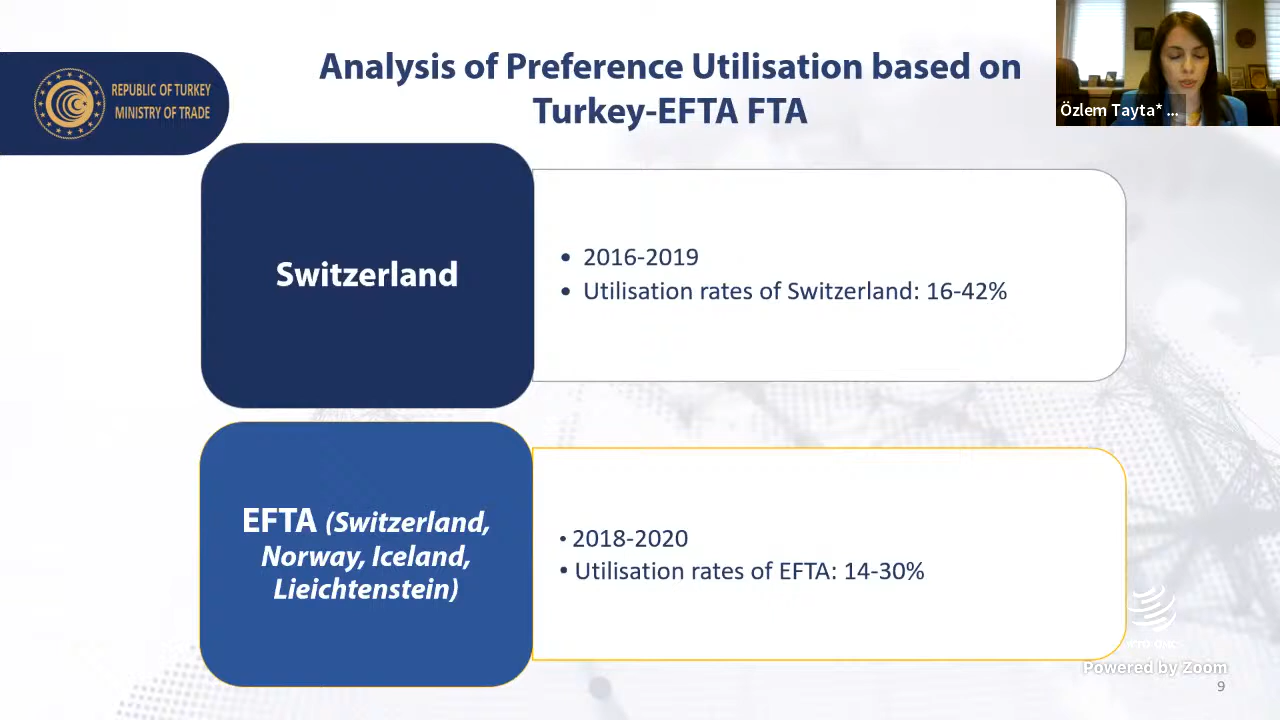 REPUBLIC OF TURKEY
MINISTRY OF TRADE
Analysis of Preference Utilisation based on
Turkey-EFTA FTA
Özlem Tayta* ...
Switzerland
• 2016-2019
• Utilisation rates of Switzerland: 16-42%
EFTA (Switzerland,
Norway, Iceland,
Lieichtenstein)
• 2018-2020
• Utilisation rates of EFTA: 14-30%
Powered by Zoom
9